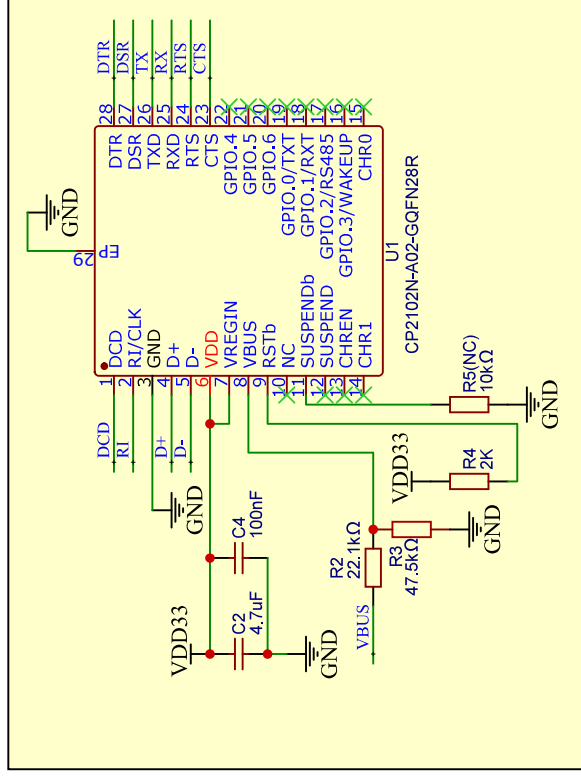 DTR
DSR
TX
RX
RTS
CTS
28
27
26
25
24
23
22
21
20
19
18
17
16
15
DTR
DSR
TXD
RXD
RTS
CTS
GPIO.4
GPIO.5
GPIO.6
GPIO.0/TXT
GPIO.1/RXT
GPIO.2/RS485
GPIO.3/WAKEUP
CHR0
GND
29
EP
U1
CP2102N-A02-GQFN28R
DCD
RI/CLK
GND
D+
D-
VDD
VREGIN
VBUS
RSTb
NC
SUSPENDb
SUSPEND
CHREN
CHR1
1
2
3
4
5
6
7
8
9
10
11
12
13
14
DCD
RI
D+
D-
GND
R5(NC)
10kΩ
GND
VDD33
R4
2K
C4
100nF
C2
4.7uF
VDD33
GND
R2
22.1kΩ
R3
47.5kΩ
GND
VBUS